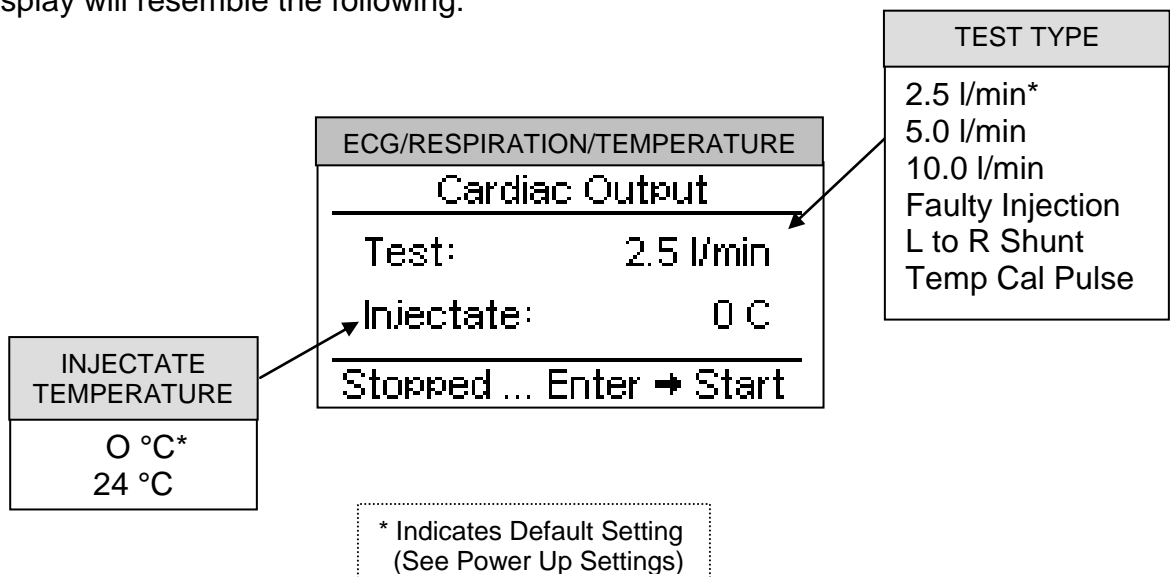 splay will resemble the following:
TEST TYPE
2.5 l/min*
5.0 l/min
10.0 l/min
Faulty Injection
L to R Shunt
Temp Cal Pulse
ECG/RESPIRATION/TEMPERATURE
Cardiac Output
Test: 2.5 l/min
Injectate: 0 C
Stopped ... Enter ➜ Start
INJECTATE
TEMPERATURE
O °C*
24 °C
* Indicates Default Setting
(See Power Up Settings)